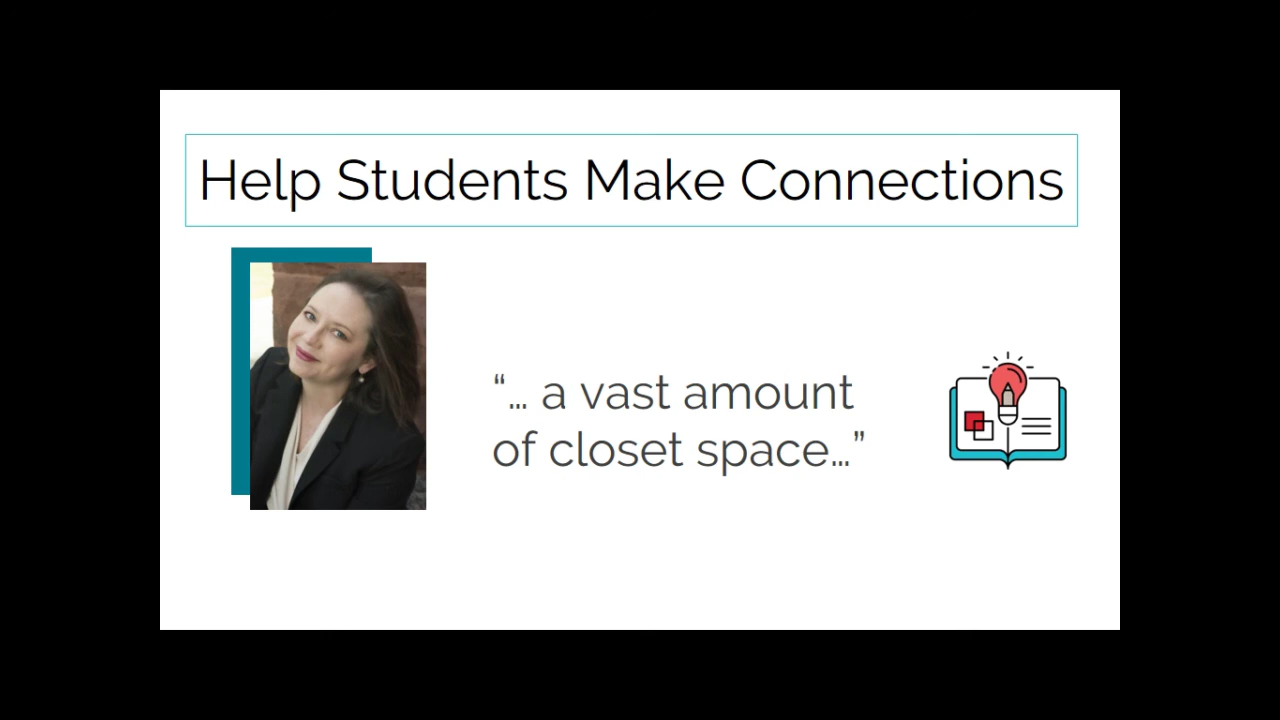 Help Students Make Connections
“... a vast amount
of closet space...”